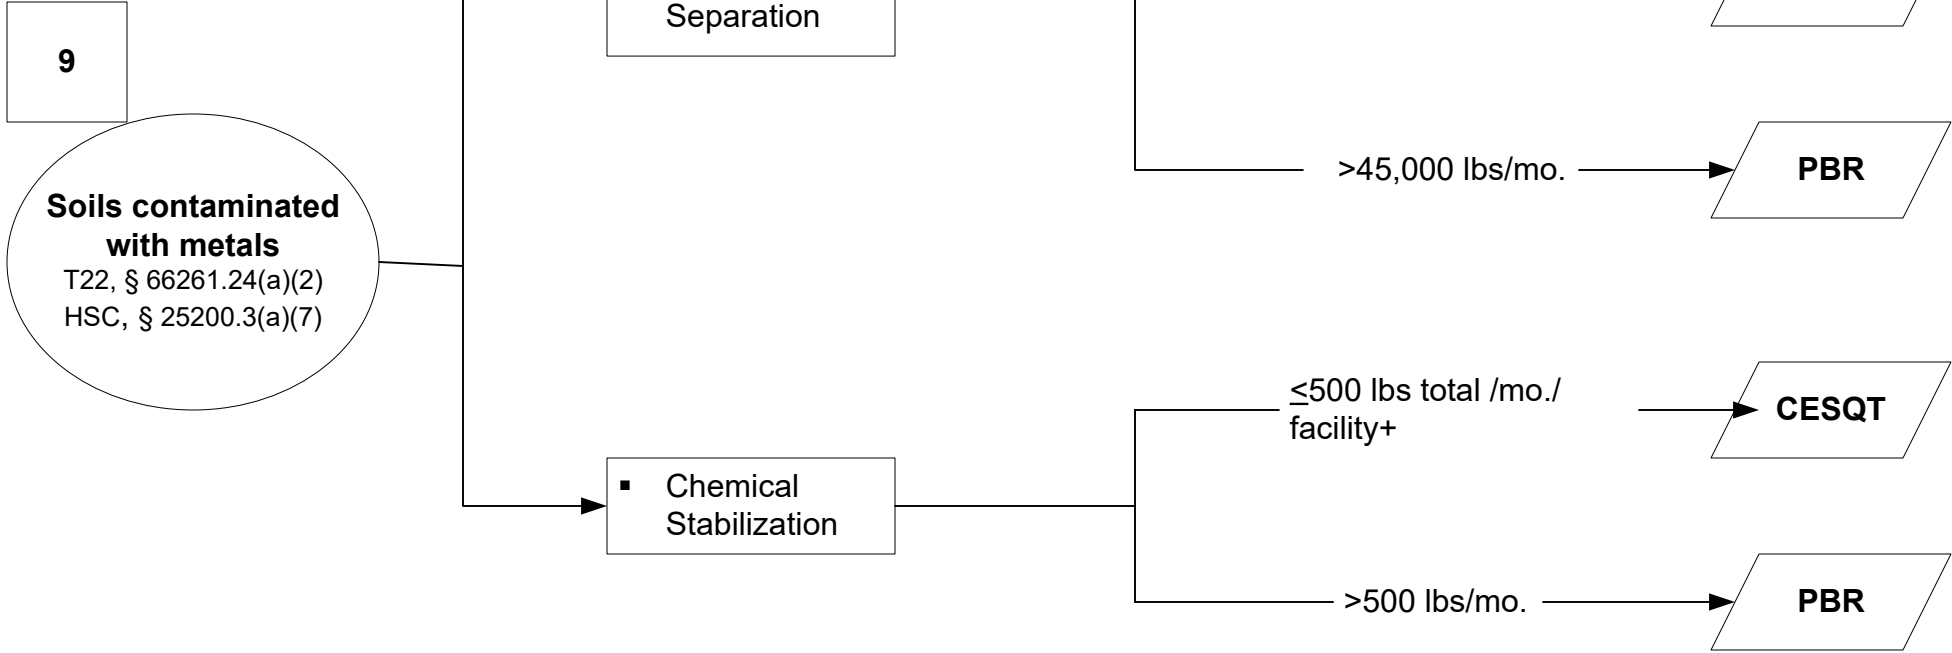 Separation
9
>45,000 lbs/mo.
PBR
Soils contaminated
with metals
T22, § 66261.24(a)(2)
HSC, § 25200.3(a)(7)
≤500 lbs total /mo./
facility+
CESQT
▪ Chemical
Stabilization
>500 lbs/mo.
PBR